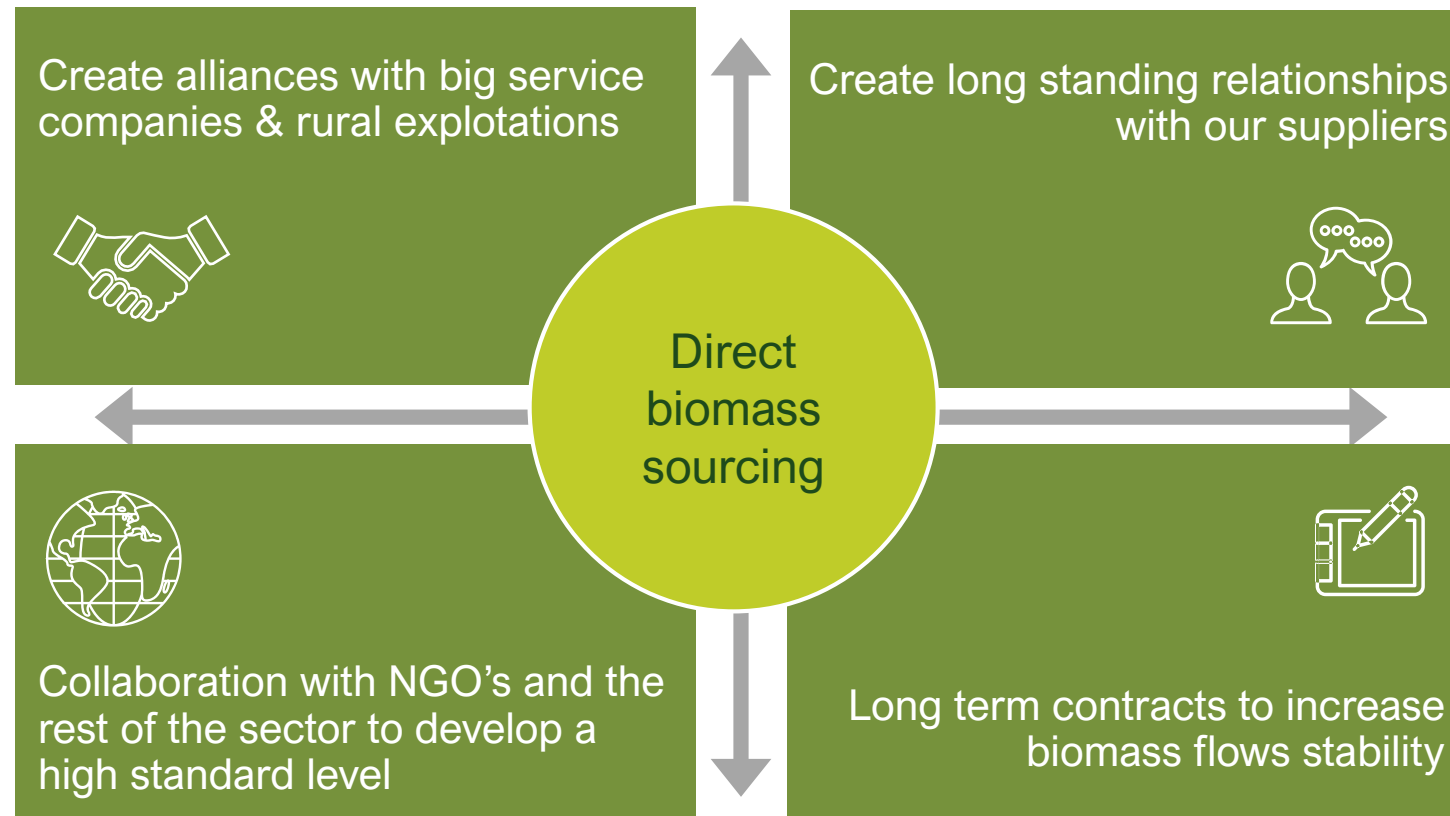 Create alliances with big service
companies & rural explotations
Create long standing relationships
with our suppliers
Direct
biomass
sourcing
Collaboration with NGO’s and the
rest of the sector to develop a
high standard level
Long term contracts to increase
biomass flows stability